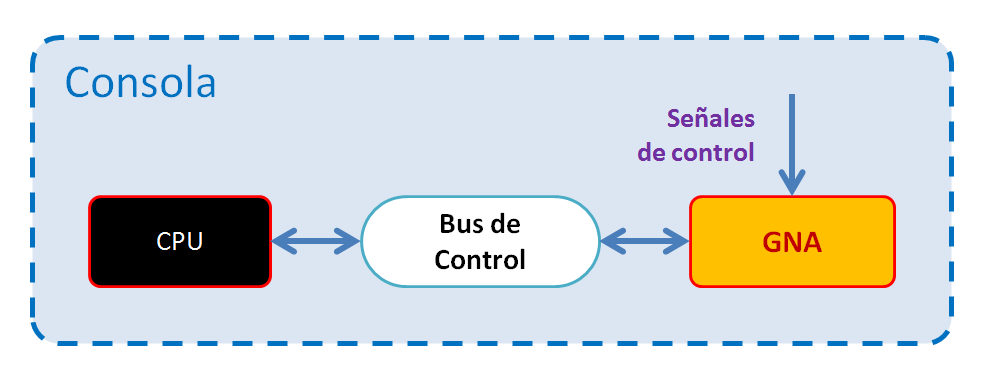 Consola
Señales
de control
CPU
Bus de
Control
GNA